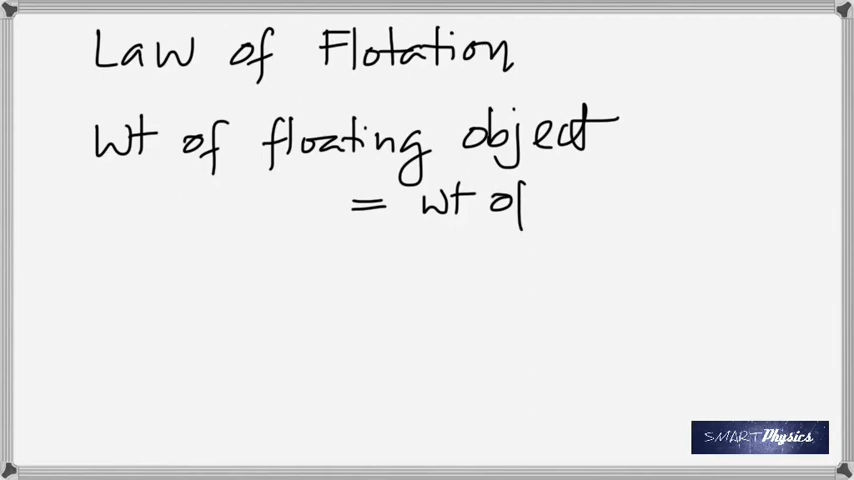 Law of Flotation
Wt of floating object
= wt of
SMARTPhysics